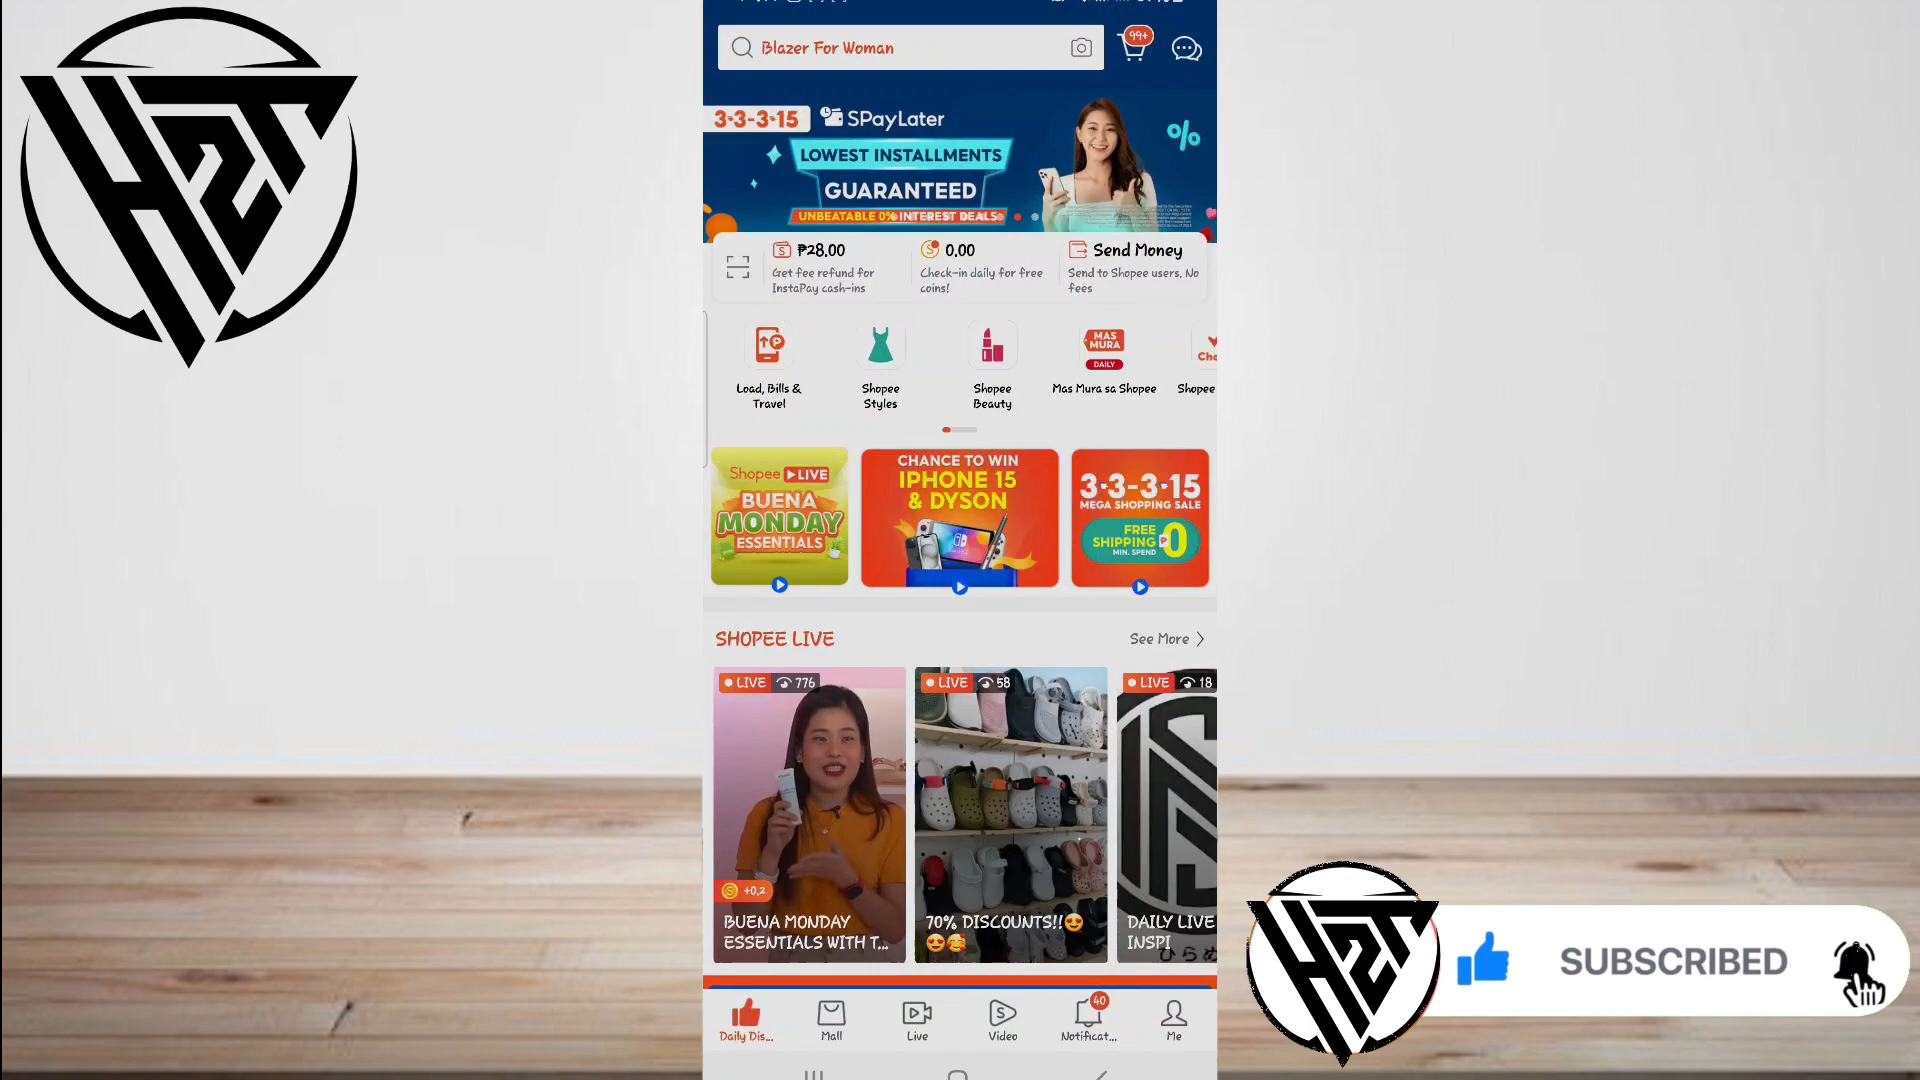 H2T
Blazer For Woman
99+
3•3-3•15
SPayLater
LOWEST INSTALLMENTS
GUARANTEED
UNBEATABLE 0% INTEREST DEALS
%
₱28.00
0.00
Send Money
Get fee refund for
InstaPay cash-ins
Check-in daily for free
coins!
Send to Shopee users. No
fees
MAS
MURA
DAILY
Load, Bills &
Travel
Shopee
Styles
Shopee
Beauty
Mas Mura sa Shopee
Shopee
Shopee LIVE
BUENA
MONDAY
ESSENTIALS
CHANCE TO WIN
IPHONE 15
& DYSON
3•3-3•15
MEGA SHOPPING SALE
FREE
SHIPPING ₱0
MIN. SPEND
SHOPEE LIVE
See More
LIVE 776
LIVE 58
LIVE 18
+0.2
BUENA MONDAY
ESSENTIALS WITH T...
70% DISCOUNTS!!😍
😍🥰
DAILY LIVE
INSPI
ひらめ
Daily Dis...
Mall
Live
Video
40
Notificat...
Me
H2T
SUBSCRIBED